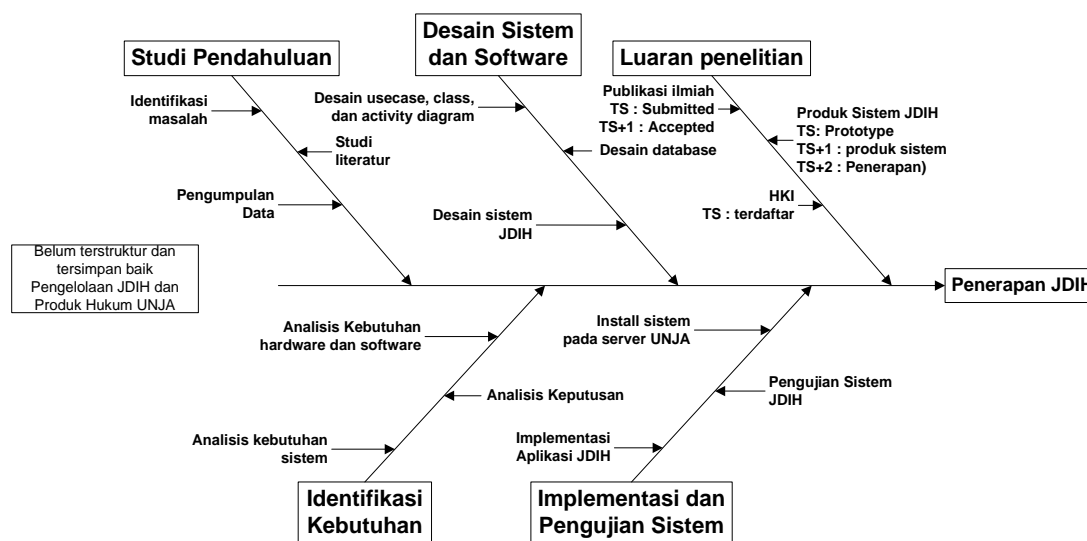 Studi Pendahuluan
Desain Sistem
dan Software
Luaran penelitian
Identifikasi
masalah
Studi
literatur
Pengumpulan
Data
Desain usecase, class,
dan activity diagram
Desain database
Desain sistem
JDIH
Publikasi ilmiah
TS : Submitted
TS+1 : Accepted
Produk Sistem JDIH
TS: Prototype
TS+1 : produk sistem
TS+2 : Penerapan)
HKI
TS : terdaftar
Belum terstruktur dan
tersimpan baik
Pengelolaan JDIH dan
Produk Hukum UNJA
Penerapan JDIH
Analisis Kebutuhan
hardware dan software
Analisis Keputusan
Analisis kebutuhan
sistem
Install sistem
pada server UNJA
Pengujian Sistem
JDIH
Implementasi
Aplikasi JDIH
Identifikasi
Kebutuhan
Implementasi dan
Pengujian Sistem